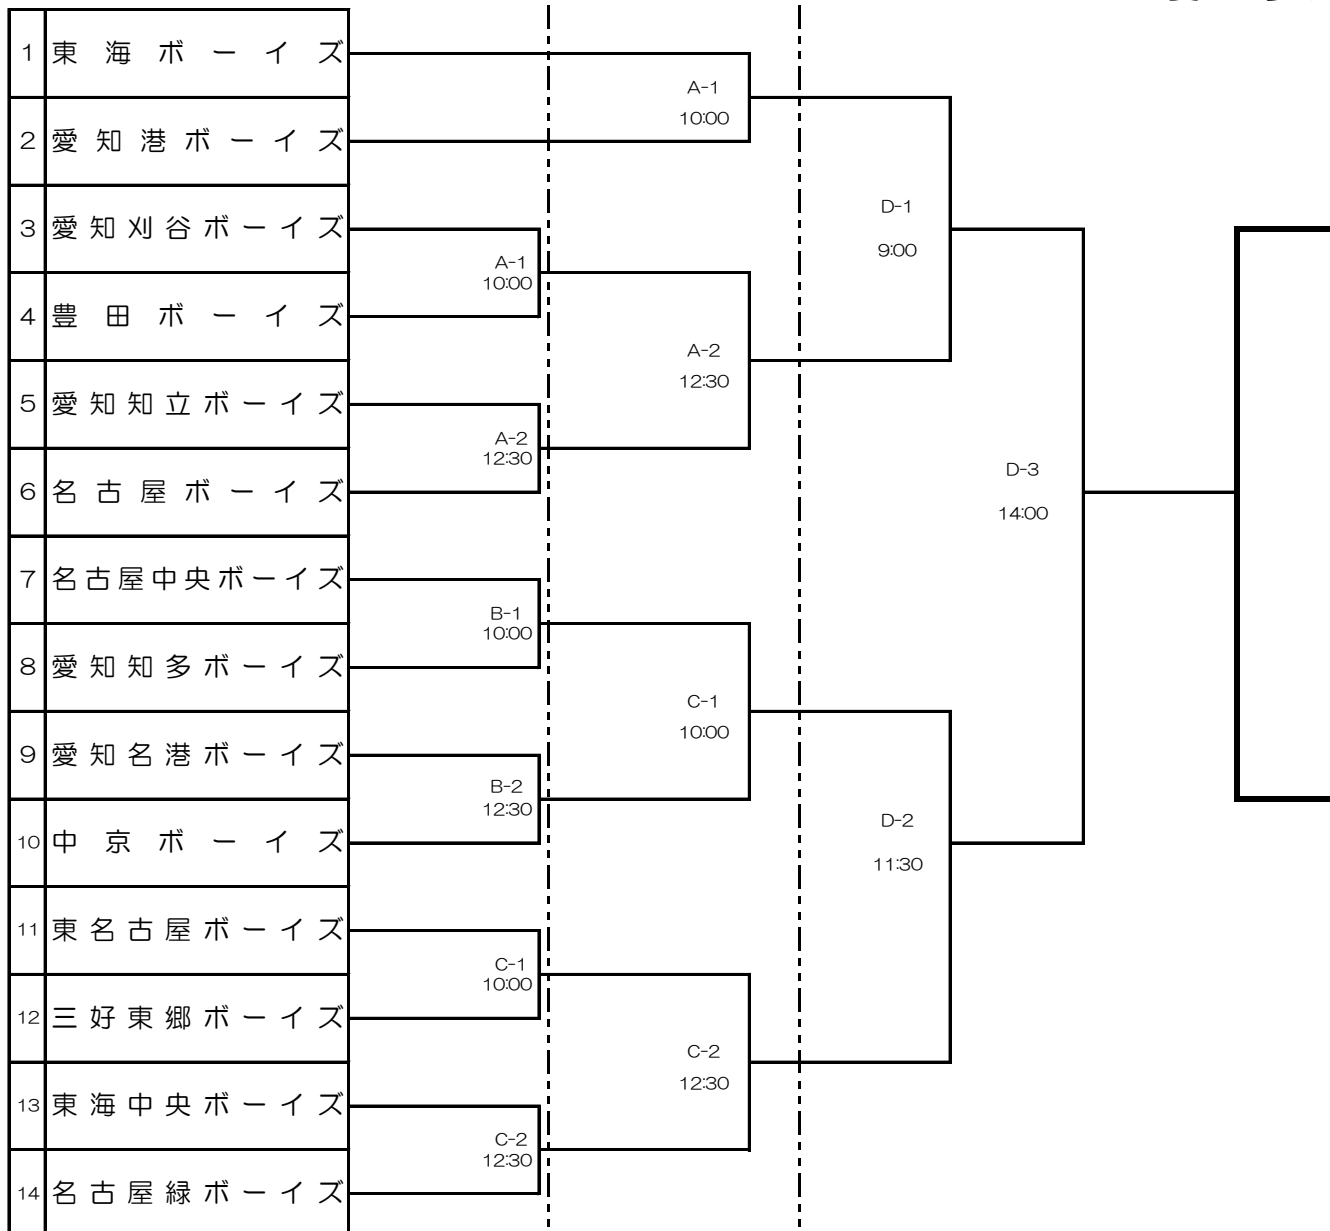 1 東海ボーイズ
2 愛知港ボーイズ
3 愛知刈谷ボーイズ
4 豊田ボーイズ
5 愛知知立ボーイズ
6 名古屋ボーイズ
7 名古屋中央ボーイズ
8 愛知知多ボーイズ
9 愛知名港ボーイズ
10 中京ボーイズ
11 東名古屋ボーイズ
12 三好東郷ボーイズ
13 東海中央ボーイズ
14 名古屋緑ボーイズ
A-1
10:00
A-2
12:30
B-1
10:00
B-2
12:30
C-1
10:00
C-2
12:30
A-1
10:00
A-2
12:30
C-1
10:00
C-2
12:30
D-1
9:00
D-2
11:30
D-3
14:00